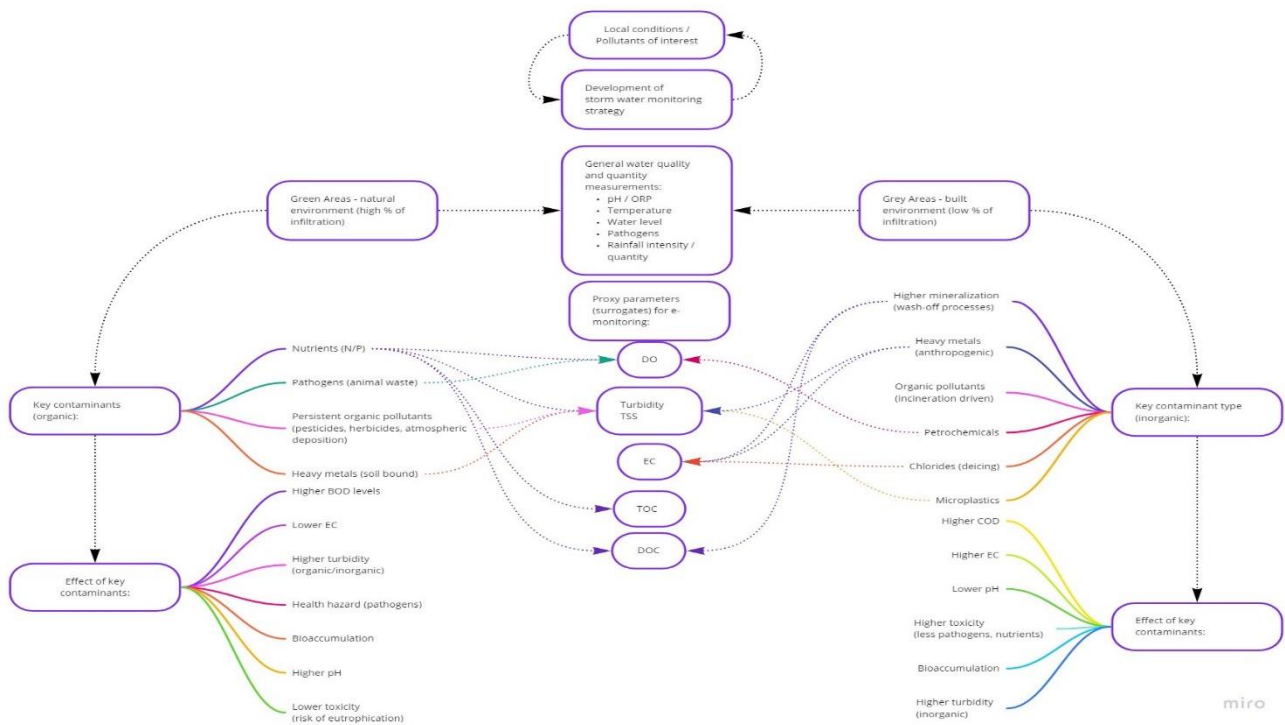 Local conditions /
Pollutants of interest
Development of
storm water monitoring
strategy
General water quality
and quantity
measurements:
• pH / ORP
• Temperature
• Water level
• Pathogens
• Rainfall intensity /
quantity
Green Areas - natural
environment (high % of
infiltration)
Grey Areas - built
environment (low % of
infiltration)
Proxy parameters
(surrogates) for e-
monitoring:
DO
Turbidity
TSS
EC
TOC
DOC
Key contaminants
(organic):
Nutrients (N/P)
Pathogens (animal waste)
Persistent organic pollutants
(pesticides, herbicides, atmospheric
deposition)
Heavy metals (soil bound)
Effect of key
contaminants:
Higher BOD levels
Lower EC
Higher turbidity
(organic/inorganic)
Health hazard (pathogens)
Bioaccumulation
Higher pH
Lower toxicity
(risk of eutrophication)
Higher mineralization
(wash-off processes)
Heavy metals
(anthropogenic)
Organic pollutants
(incineration driven)
Petrochemicals
Chlorides (deicing)
Microplastics
Key contaminant type
(inorganic):
Higher COD
Higher EC
Lower pH
Higher toxicity
(less pathogens, nutrients)
Bioaccumulation
Higher turbidity
(inorganic)
Effect of key
contaminants:
miro